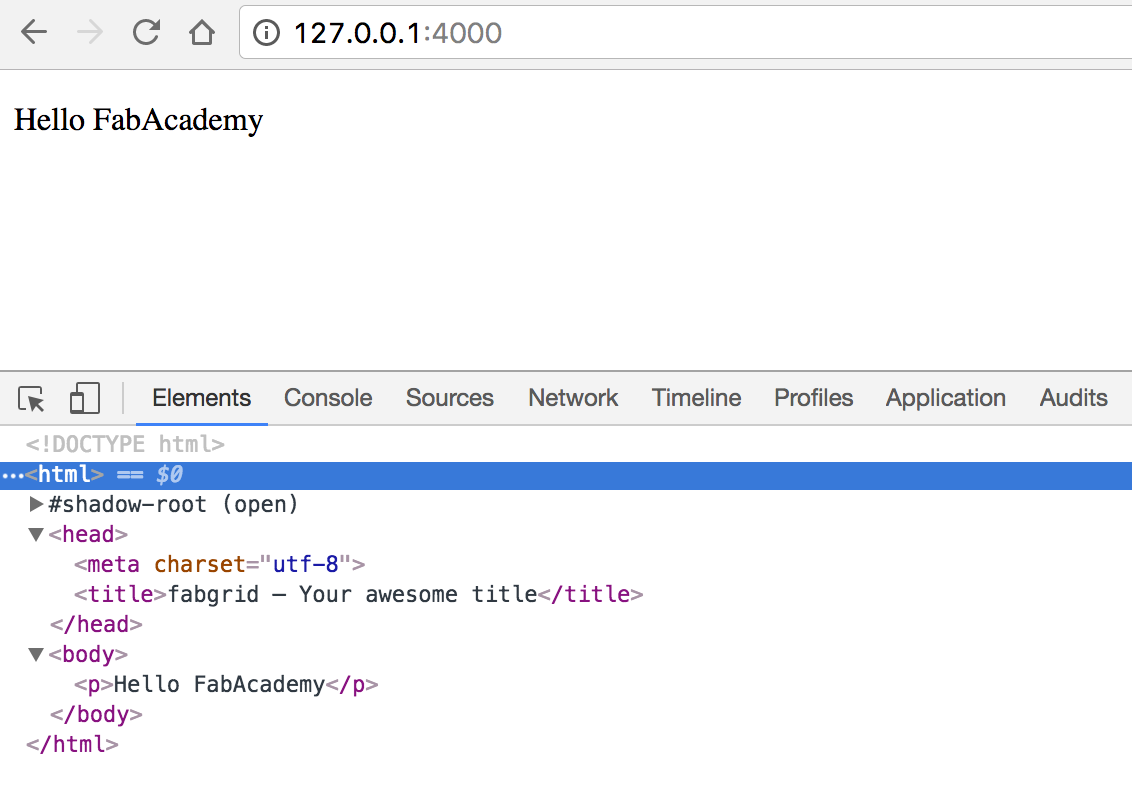 127.0.0.1:4000
Hello FabAcademy
Elements Console Sources Network Timeline Profiles Application Audits
<!DOCTYPE html>
…<html> == $0
▶#shadow-root (open)
▼<head>
<meta charset="utf-8">
<title>fabgrid – Your awesome title</title>
</head>
▼<body>
<p>Hello FabAcademy</p>
</body>
</html>